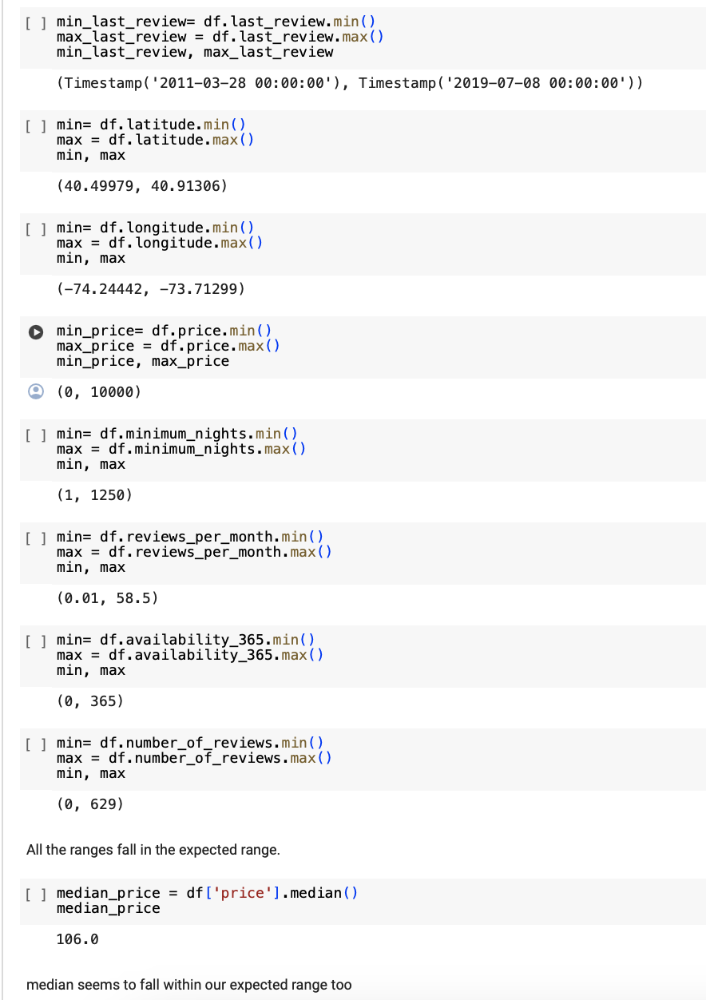 [ ] min_last_review= df.last_review.min()
max_last_review = df.last_review.max()
min_last_review, max_last_review
(Timestamp('2011-03-28 00:00:00'), Timestamp('2019-07-08 00:00:00'))
[ ] min= df.latitude.min()
max = df.latitude.max()
min, max
(40.49979, 40.91306)
[ ] min= df.longitude.min()
max = df.longitude.max()
min, max
(-74.24442, -73.71299)
min_price= df.price.min()
max_price = df.price.max()
min_price, max_price
(0, 10000)
[ ] min= df.minimum_nights.min()
max = df.minimum_nights.max()
min, max
(1, 1250)
[ ] min= df.reviews_per_month.min()
max = df.reviews_per_month.max()
min, max
(0.01, 58.5)
[ ] min= df.availability_365.min()
max = df.availability_365.max()
min, max
(0, 365)
[ ] min= df.number_of_reviews.min()
max = df.number_of_reviews.max()
min, max
(0, 629)
All the ranges fall in the expected range.
[ ] median_price = df['price'].median()
median_price
106.0
median seems to fall within our expected range too